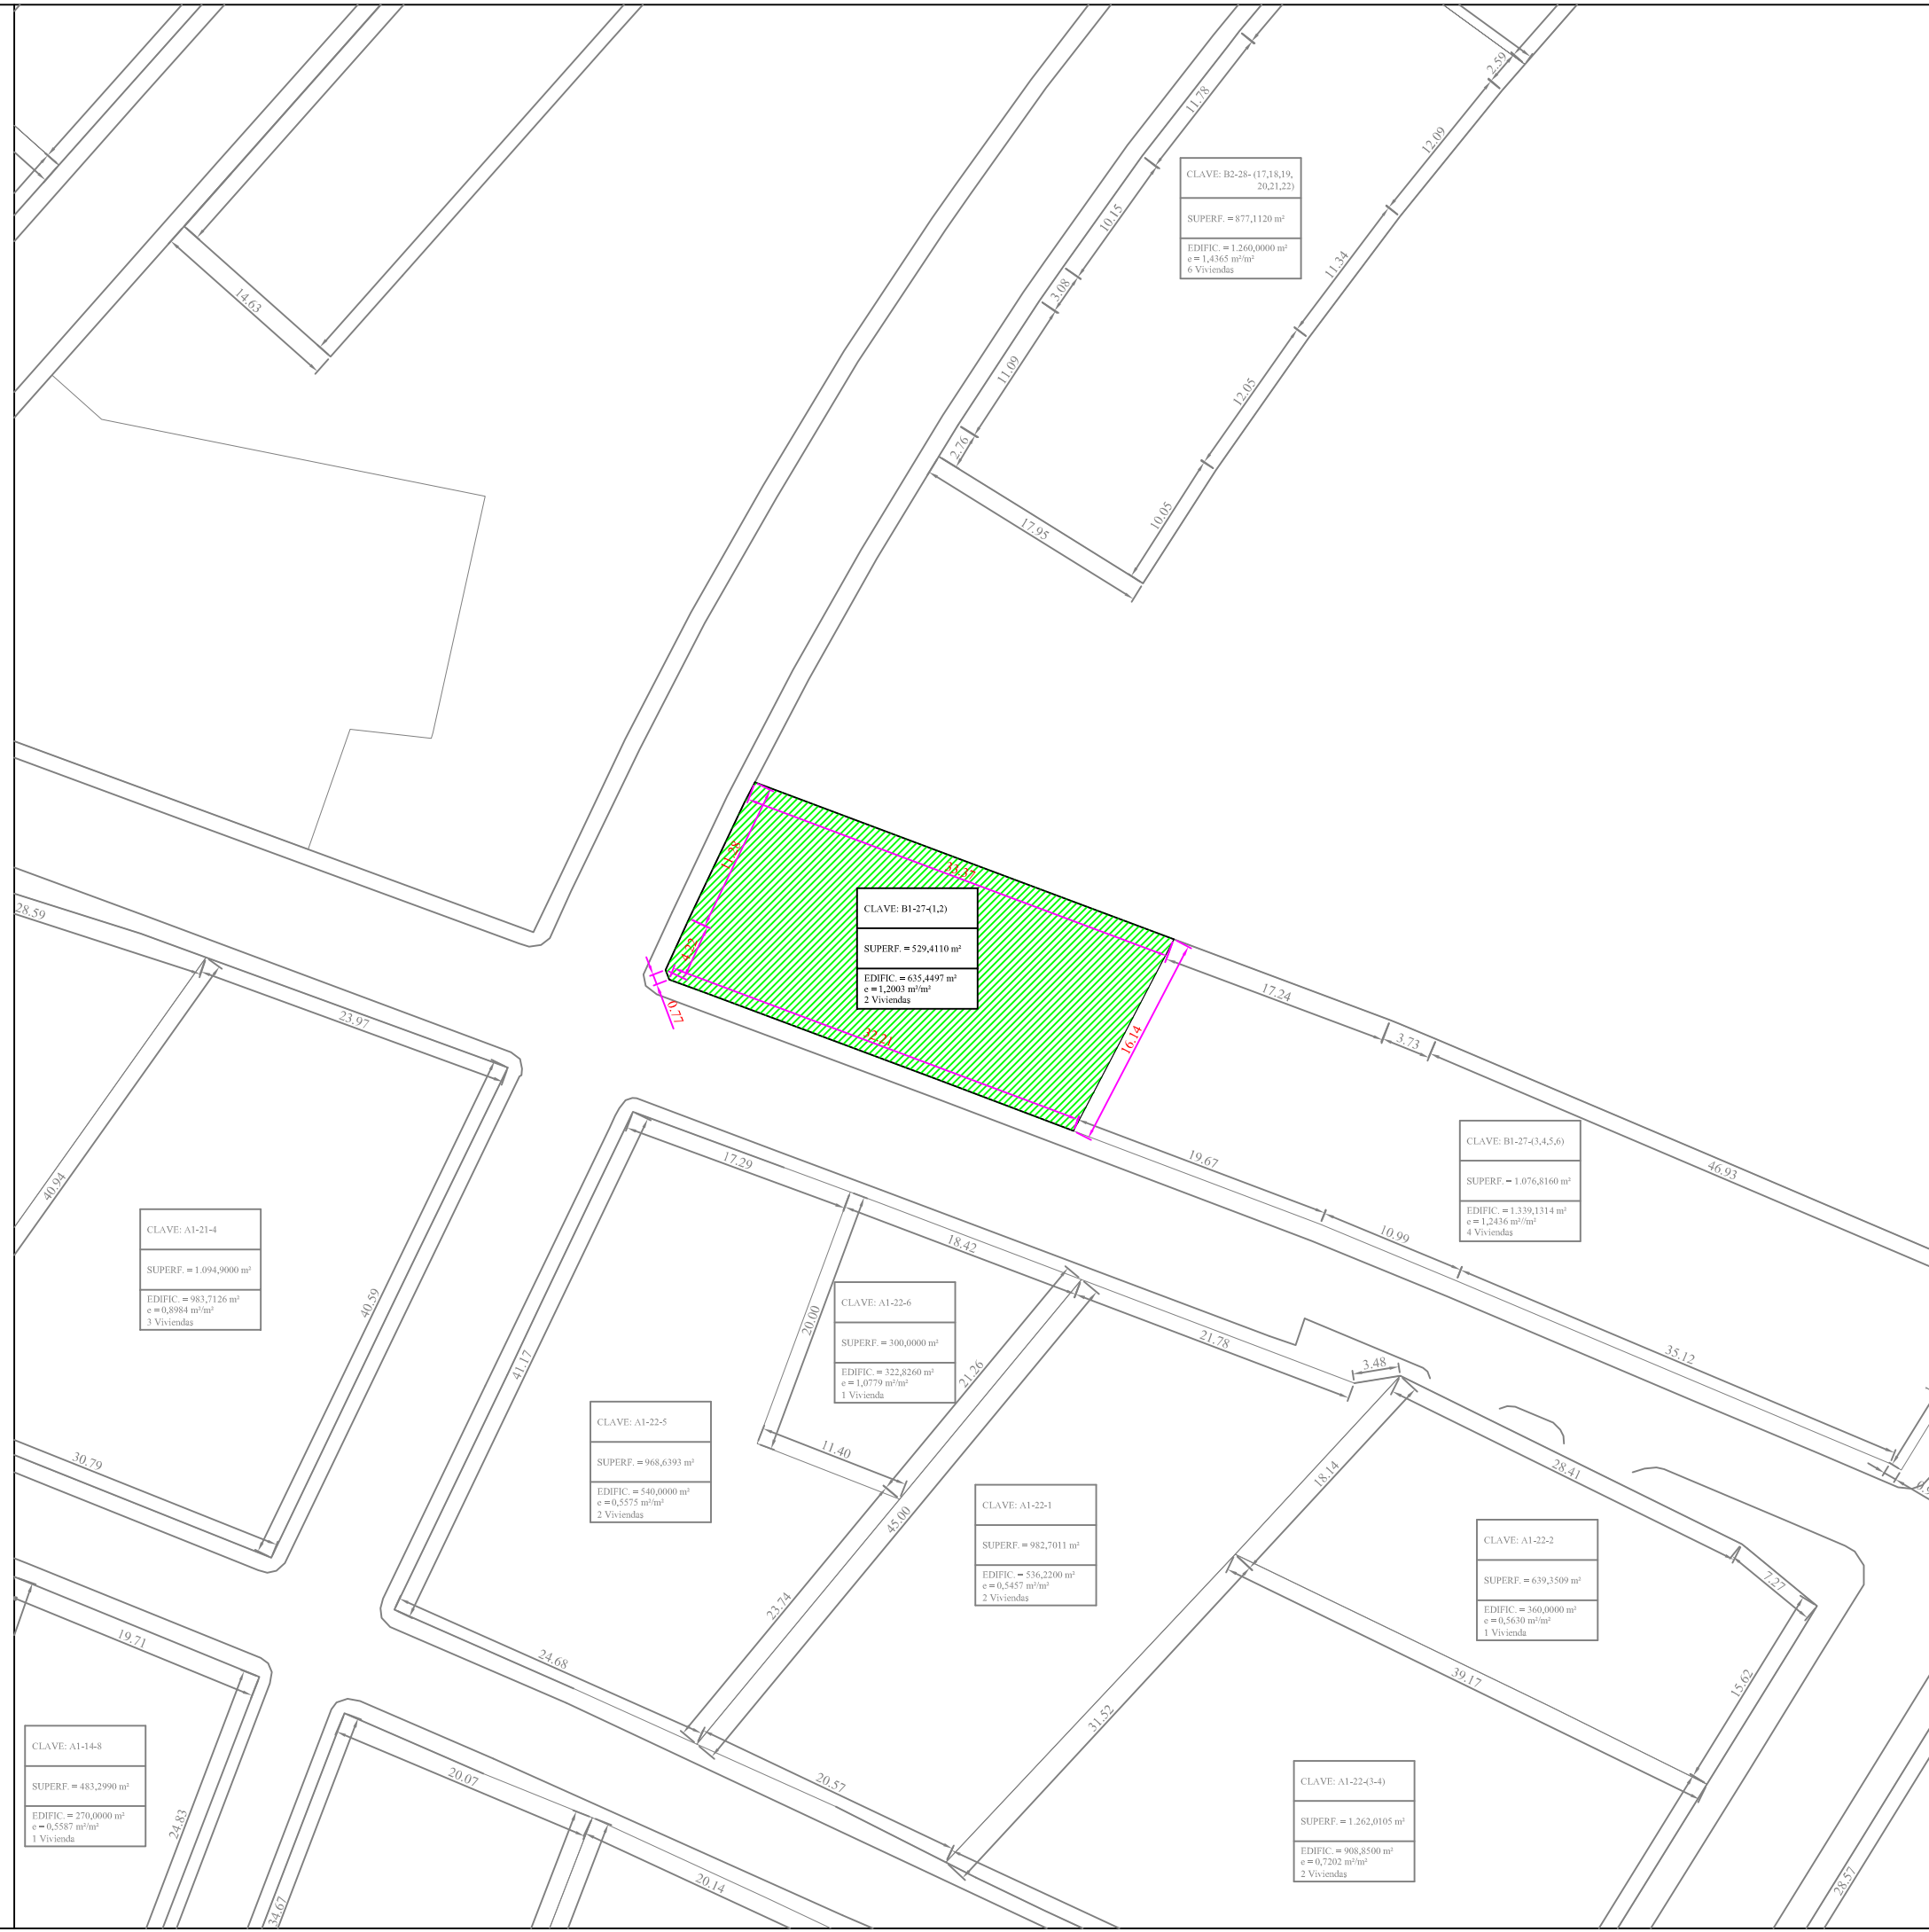 2.59
11.78
12.09
CLAVE: B2-28- (17,18,19,
20,21,22)
SUPERF. = 877,1120 m²
EDIFIC. = 1.260,0000 m²
e = 1,4365 m²/m²
6 Viviendas
10.15
11.34
3.08
14.63
11.09
12.05
2.76
10.05
17.95
11.28
33.37
4.22
CLAVE: B1-27-(1,2)
SUPERF. = 529,4110 m²
EDIFIC. = 635,4497 m²
e = 1,2003 m²/m²
2 Viviendas
28.59
17.24
0.77
23.97
32.21
16.14
3.73
46.93
CLAVE: B1-27-(3,4,5,6)
SUPERF. = 1.076,8160 m²
EDIFIC. = 1.339,1314 m²
e = 1,2436 m²//m²
4 Viviendas
17.29
19.67
40.94
10.99
18.42
CLAVE: A1-21-4
SUPERF. = 1.094,9000 m²
EDIFIC. = 983,7126 m²
e = 0,8984 m²/m²
3 Viviendas
40.59
20.00
CLAVE: A1-22-6
SUPERF. = 300,0000 m²
EDIFIC. = 322,8260 m²
e = 1,0779 m²/m²
1 Vivienda
21.78
35.12
3.48
41.17
21.26
CLAVE: A1-22-5
SUPERF. = 968,6393 m²
EDIFIC. = 540,0000 m²
e = 0,5575 m²/m²
2 Viviendas
11.40
30.79
18.14
28.41
45.00
CLAVE: A1-22-1
SUPERF. = 982,7011 m²
EDIFIC. = 536,2200 m²
e = 0,5457 m²/m²
2 Viviendas
CLAVE: A1-22-2
SUPERF. = 639,3509 m²
EDIFIC. = 360,0000 m²
e = 0,5630 m²/m²
1 Vivienda
7.27
23.74
19.71
24.68
39.17
15.62
31.52
CLAVE: A1-14-8
SUPERF. = 483,2990 m²
EDIFIC. = 270,0000 m²
e = 0,5587 m²/m²
1 Vivienda
20.07
20.57
CLAVE: A1-22-(3-4)
SUPERF. = 1.262,0105 m²
EDIFIC. = 908,8500 m²
e = 0,7202 m²/m²
2 Viviendas
24.83
20.14
34.67
28.57